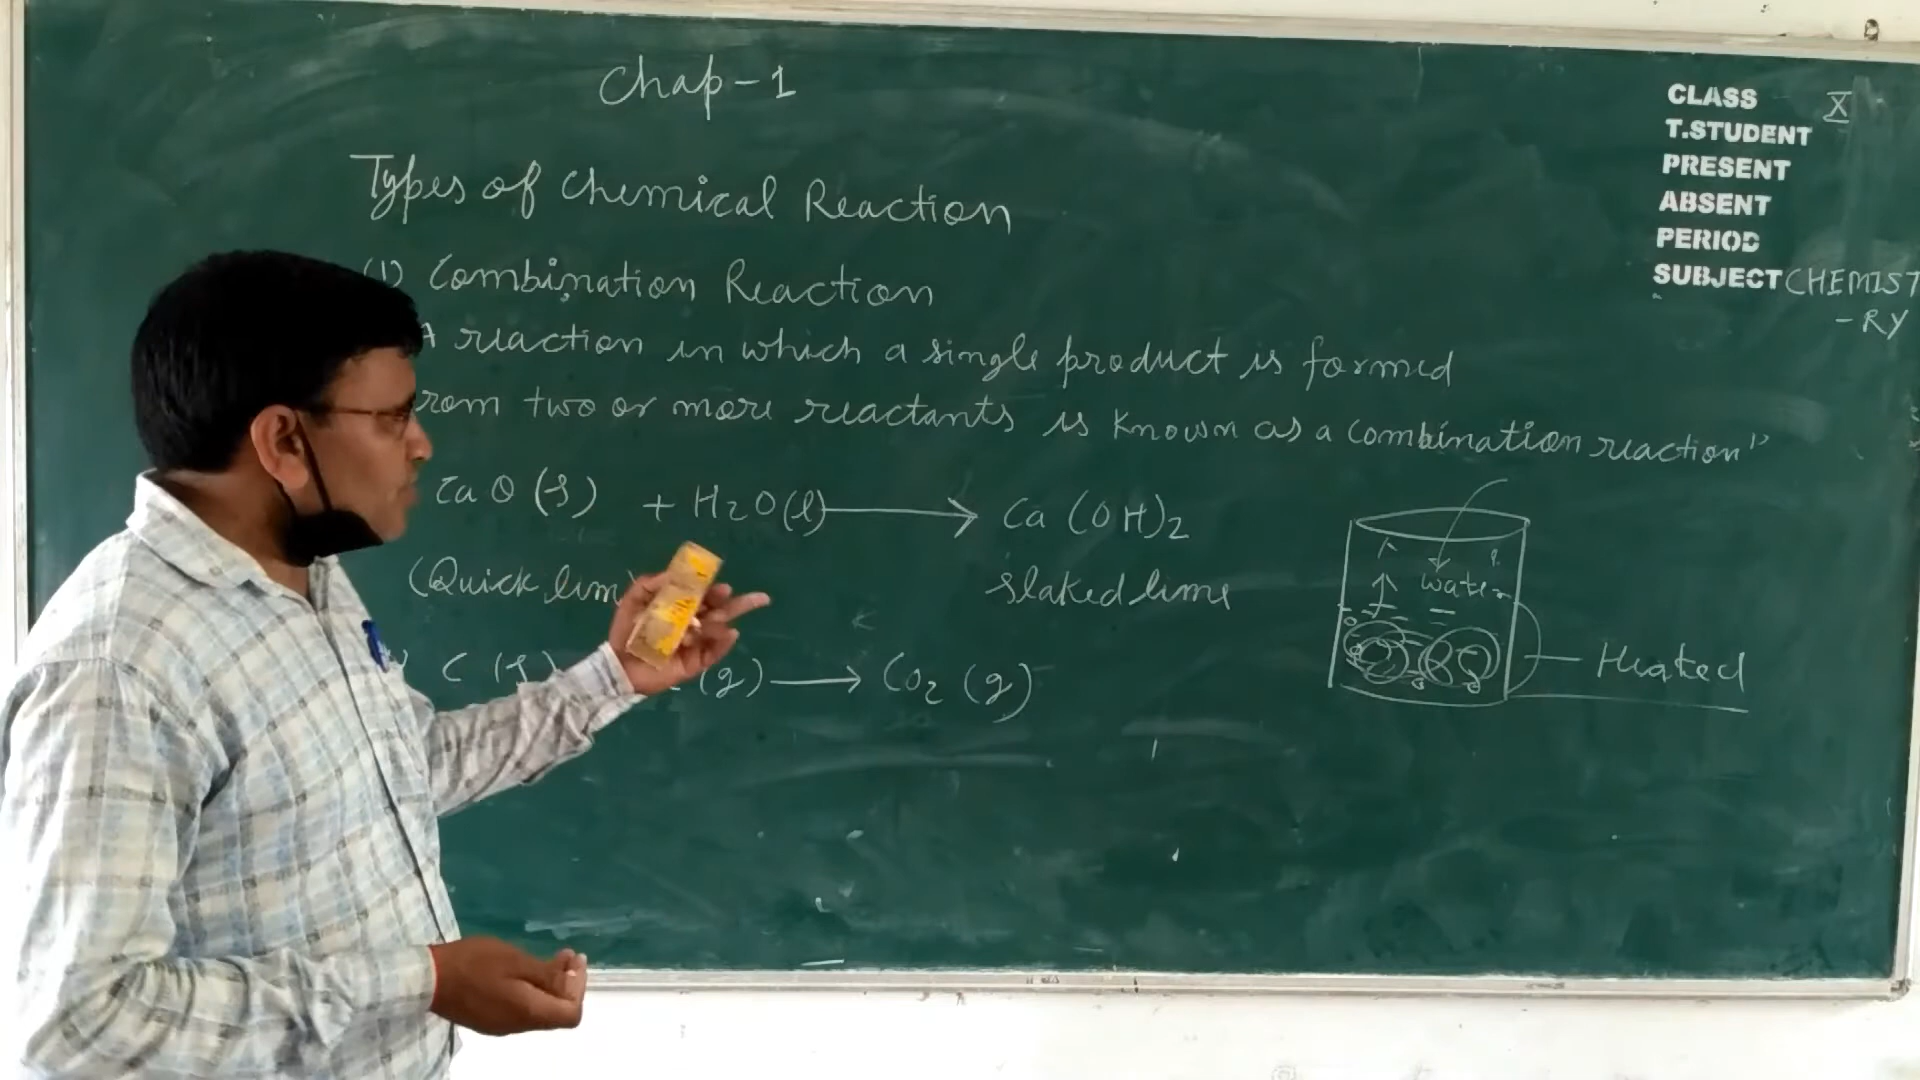 Chap-1
Types of Chemical Reaction
(1) Combination Reaction
A reaction in which a single product is formed
rom two or more reactants is known as a combination reaction"
CaO (s) + H2O(l) → Ca(OH)2
(Quick lim slaked lime
C (s) (g) → CO2 (g)
water
Heated
CLASS X
T.STUDENT
PRESENT
ABSENT
PERIOD
SUBJECT CHEMIST
-RY